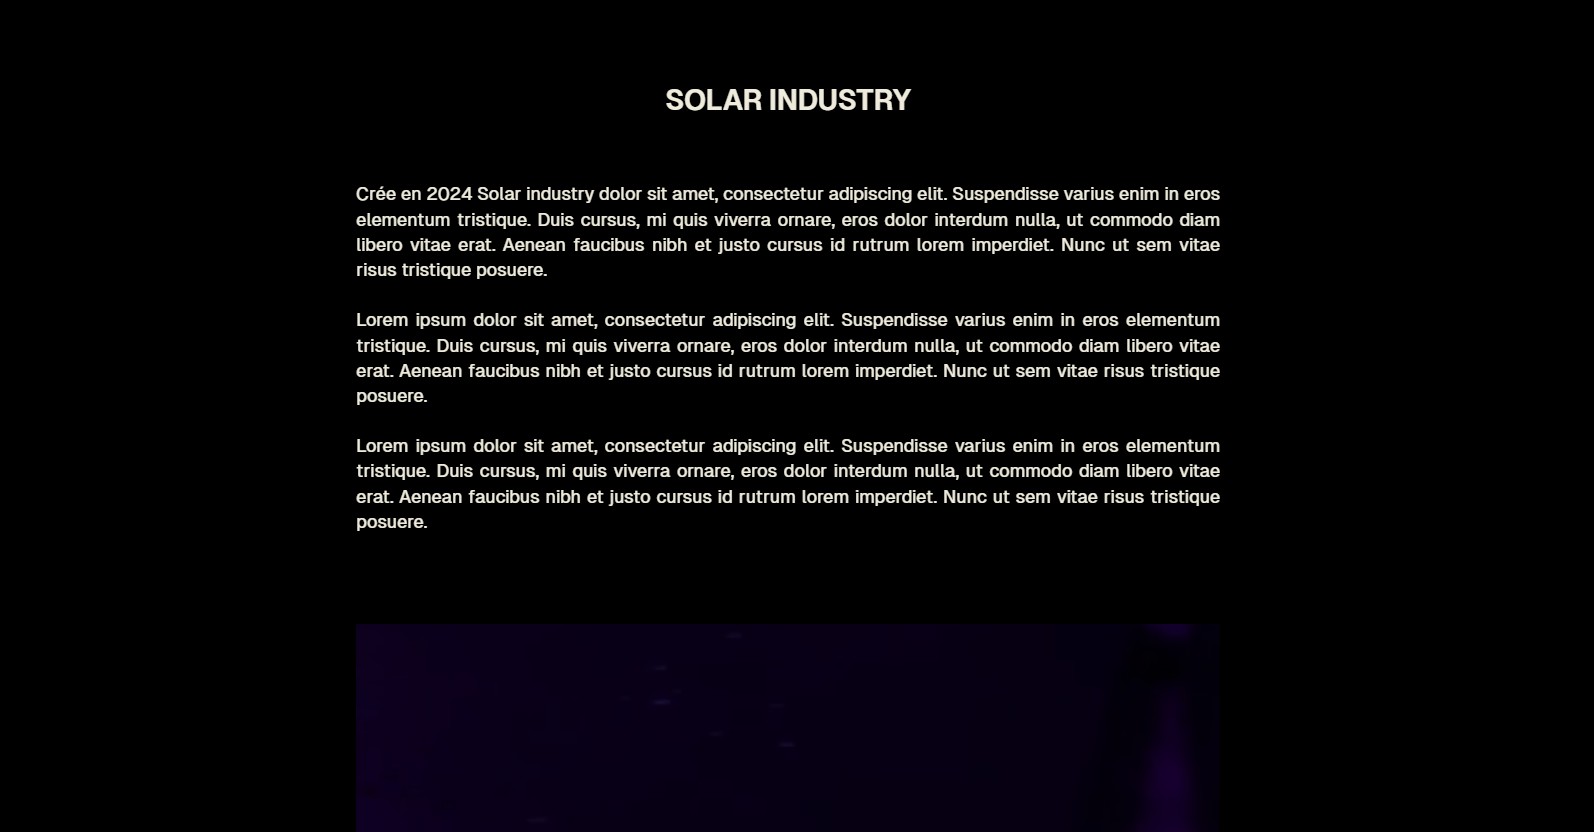 SOLAR INDUSTRY
Crée en 2024 Solar industry dolor sit amet, consectetur adipiscing elit. Suspendisse varius enim in eros
elementum tristique. Duis cursus, mi quis viverra ornare, eros dolor interdum nulla, ut commodo diam
libero vitae erat. Aenean faucibus nibh et justo cursus id rutrum lorem imperdiet. Nunc ut sem vitae
risus tristique posuere.
Lorem ipsum dolor sit amet, consectetur adipiscing elit. Suspendisse varius enim in eros elementum
tristique. Duis cursus, mi quis viverra ornare, eros dolor interdum nulla, ut commodo diam libero vitae
erat. Aenean faucibus nibh et justo cursus id rutrum lorem imperdiet. Nunc ut sem vitae risus tristique
posuere.
Lorem ipsum dolor sit amet, consectetur adipiscing elit. Suspendisse varius enim in eros elementum
tristique. Duis cursus, mi quis viverra ornare, eros dolor interdum nulla, ut commodo diam libero vitae
erat. Aenean faucibus nibh et justo cursus id rutrum lorem imperdiet. Nunc ut sem vitae risus tristique
posuere.